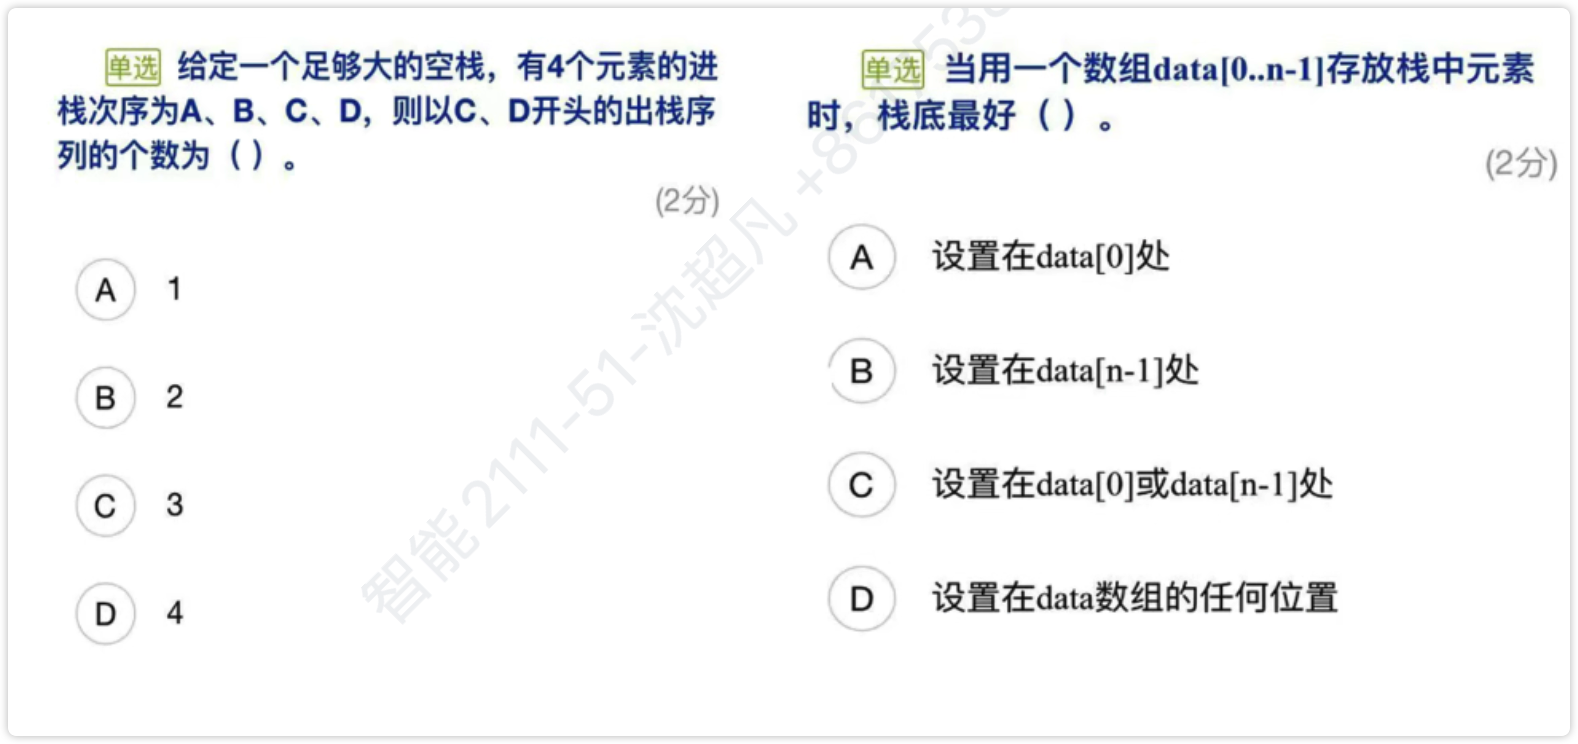 单选 给定一个足够大的空栈，有4个元素的进
栈次序为A、B、C、D，则以C、D开头的出栈序
列的个数为（ ）。
(2分)
A 1
B 2
C 3
D 4
单选 当用一个数组data[0..n-1]存放栈中元素
时，栈底最好（ ）。
(2分)
A 设置在data[0]处
B 设置在data[n-1]处
C 设置在data[0]或data[n-1]处
D 设置在data数组的任何位置
智能2111-51-沈超凡